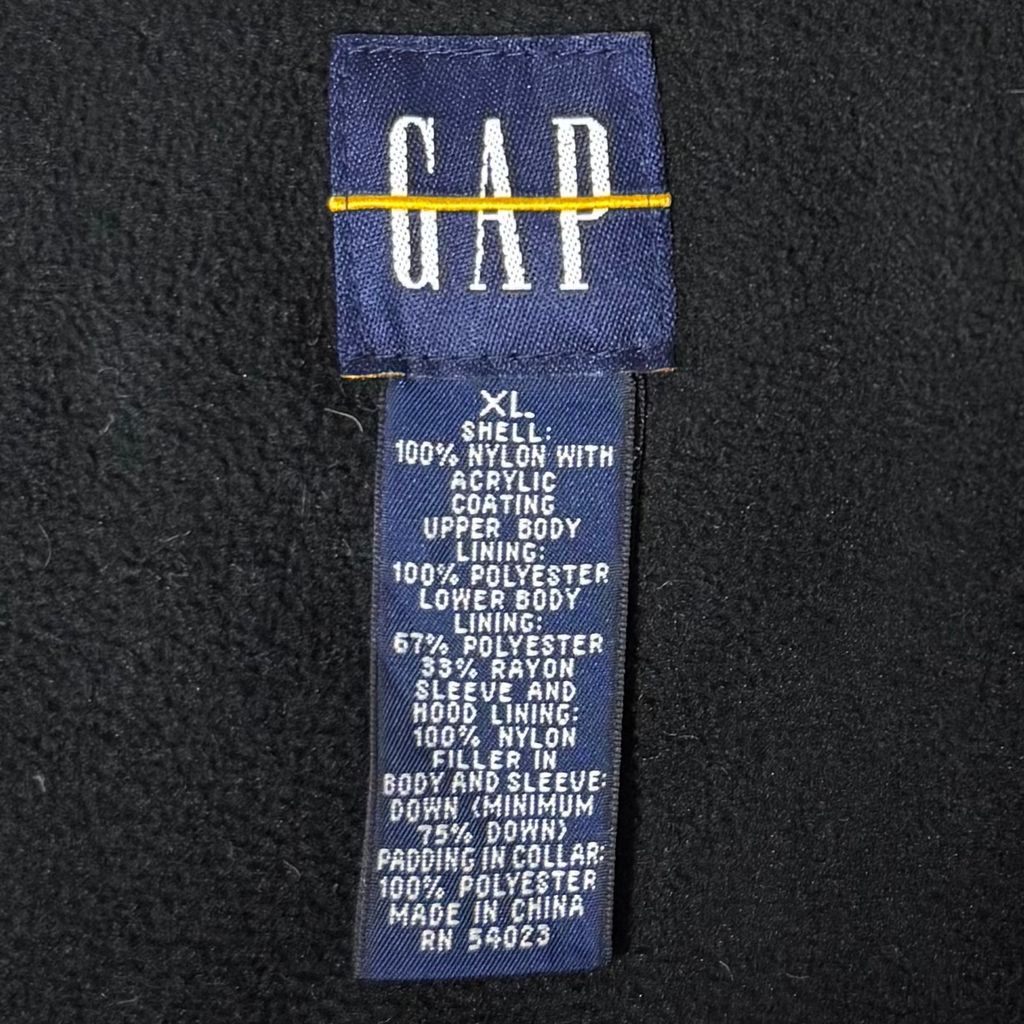 GAP
XL
SHELL:
100% NYLON WITH
ACRYLIC
COATING
UPPER BODY
LINING:
100% POLYESTER
LOWER BODY
LINING:
67% POLYESTER
33% RAYON
SLEEVE AND
HOOD LINING:
100% NYLON
FILLER IN
BODY AND SLEEVE:
DOWN (MINIMUM
75% DOWN)
PADDING IN COLLAR:
100% POLYESTER
MADE IN CHINA
RN 54023